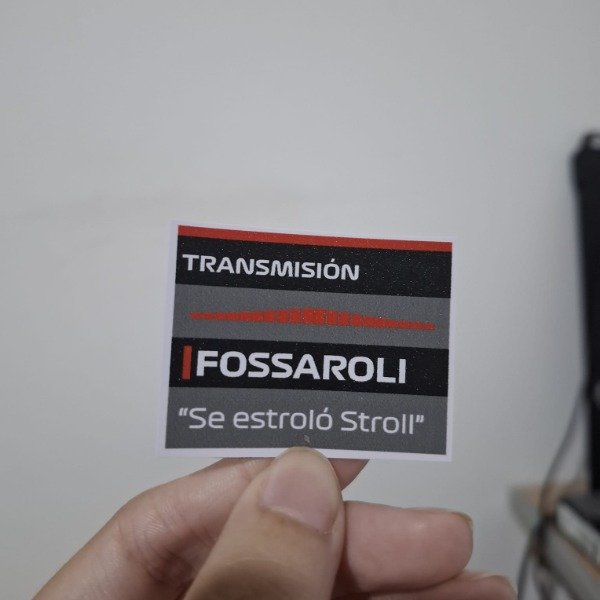 TRANSMISIÓN
FOSSAROLI
"Se estroló Stroll"